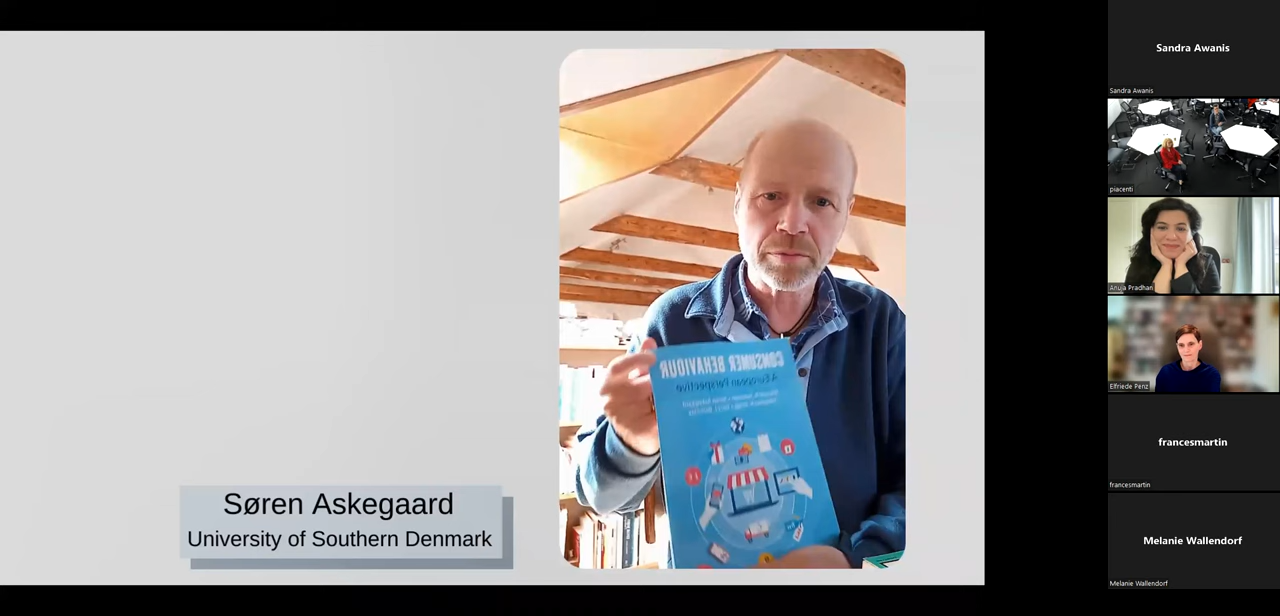 Søren Askegaard
University of Southern Denmark
CONSUMER BEHAVIOUR
A European Perspective
Sandra Awanis
Sandra Awanis
piacenti
Anuja Pradhan
Elfriede Penz
francesmartin
francesmartin
Melanie Wallendorf
Melanie Wallendorf